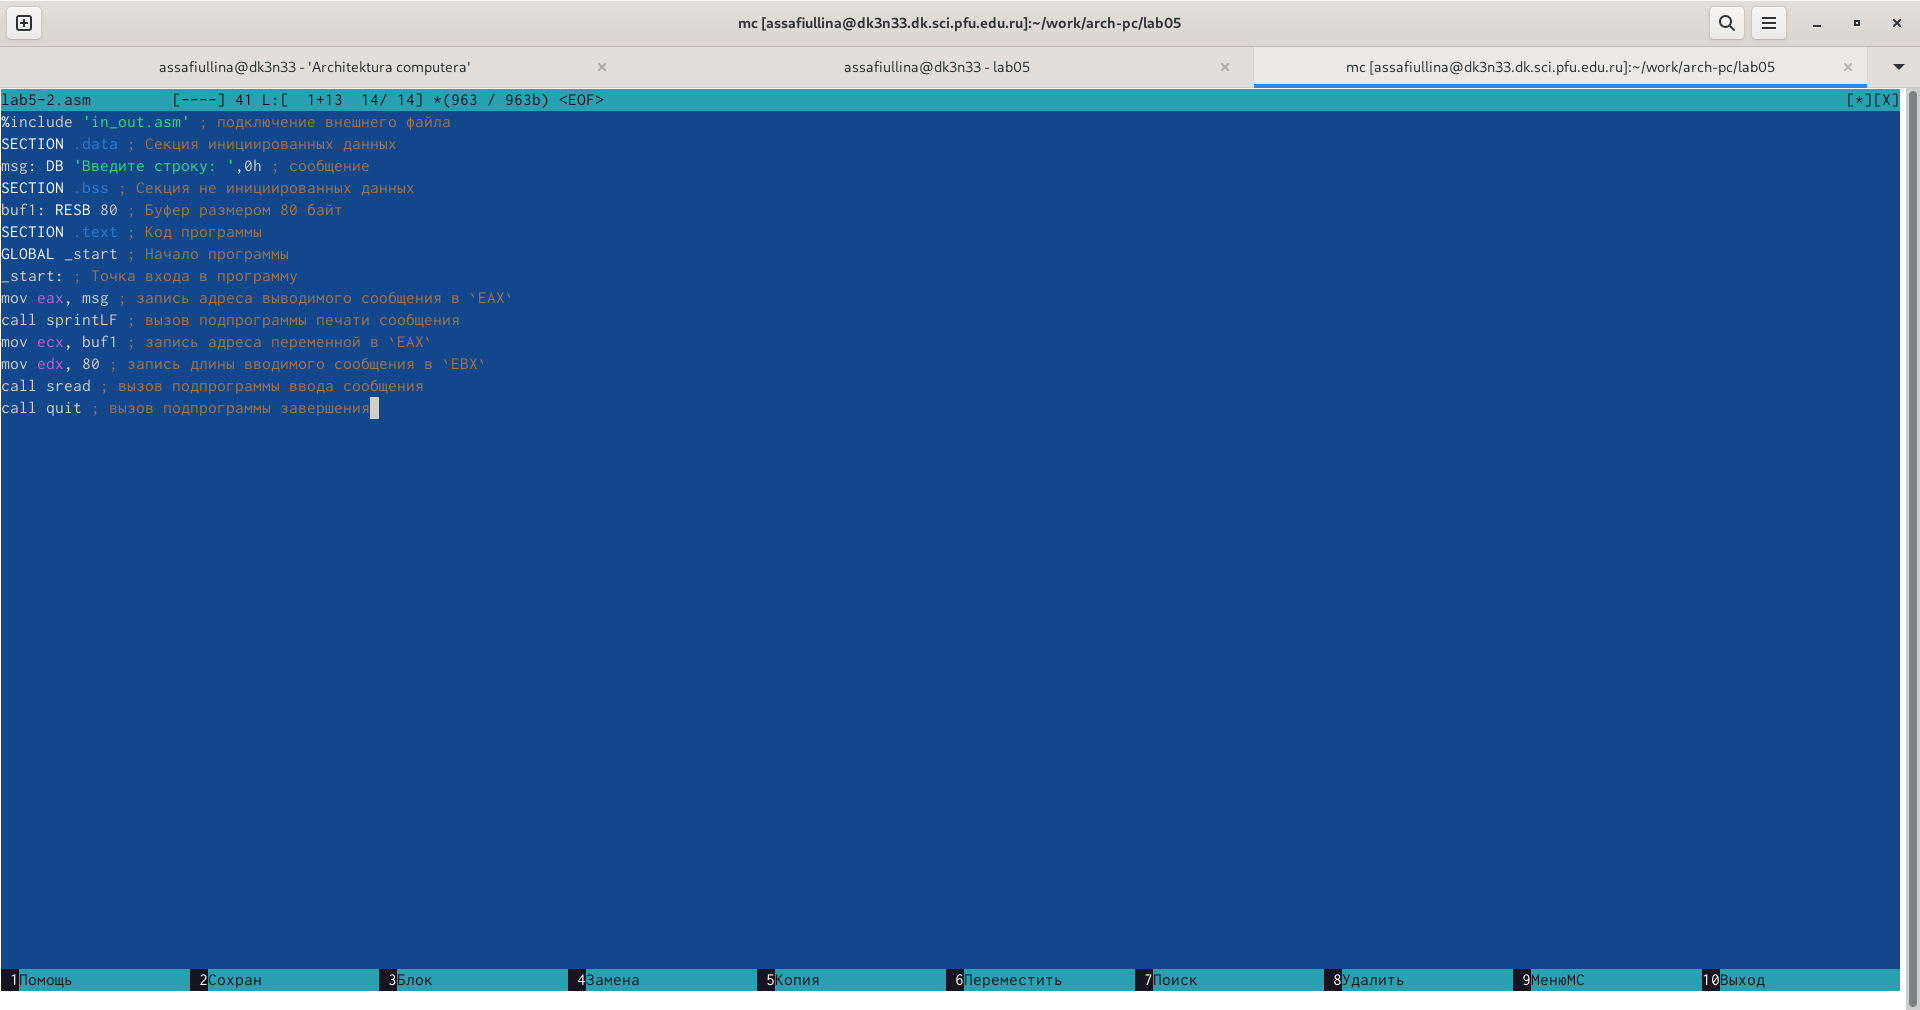 mc [assafiullina@dk3n33.dk.sci.pfu.edu.ru]:~/work/arch-pc/lab05
assafiullina@dk3n33 - 'Architektura computera' assafiullina@dk3n33 - lab05 mc [assafiullina@dk3n33.dk.sci.pfu.edu.ru]:~/work/arch-pc/lab05
lab5-2.asm [----] 41 L:[ 1+13 14/ 14] *(963 / 963b) <EOF> [*][X]
%include 'in_out.asm' ; подключение внешнего файла
SECTION .data ; Секция инициированных данных
msg: DB 'Введите строку: ',0h ; сообщение
SECTION .bss ; Секция не инициированных данных
buf1: RESB 80 ; Буфер размером 80 байт
SECTION .text ; Код программы
GLOBAL _start ; Начало программы
_start: ; Точка входа в программу
mov eax, msg ; запись адреса выводимого сообщения в `EAX`
call sprintLF ; вызов подпрограммы печати сообщения
mov ecx, buf1 ; запись адреса переменной в `EAX`
mov edx, 80 ; запись длины вводимого сообщения в `EBX`
call sread ; вызов подпрограммы ввода сообщения
call quit ; вызов подпрограммы завершения
1Помощь 2Сохран 3Блок 4Замена 5Копия 6Переместить 7Поиск 8Удалить 9МенюMC 10Выход